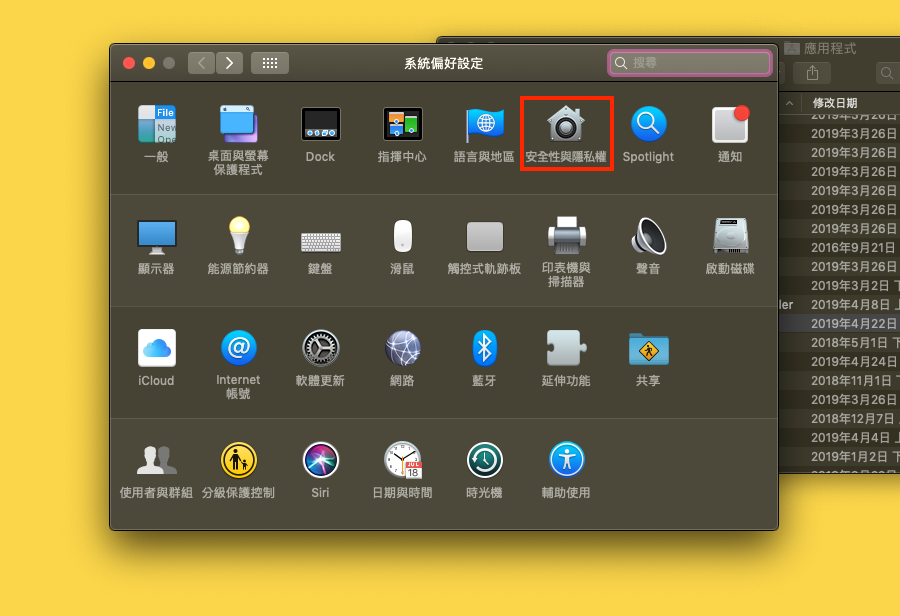 應用程式
系統偏好設定
搜尋
修改日期
File
New
一般
桌面與螢幕
保護程式
Dock
指揮中心
語言與地區
安全性與隱私權
Spotlight
通知
顯示器
能源節約器
鍵盤
滑鼠
觸控式軌跡板
印表機與
掃描器
聲音
啟動磁碟
iCloud
@
Internet
帳號
軟體更新
網路
藍牙
延伸功能
共享
使用者與群組
分級保護控制
Siri
JUL
18
日期與時間
時光機
輔助使用
2019年3月26日
2019年3月26日
2019年3月26日
2019年3月26日
2019年3月26日
2019年3月26日
2016年9月21日
2019年3月26日
2019年3月2日 下
ler 2019年4月8日 上
2019年4月22日
2018年5月1日 下
2019年4月24日
2018年11月1日 下
2019年3月26日
2018年12月7日
2019年4月4日 上
2019年1月2日 下